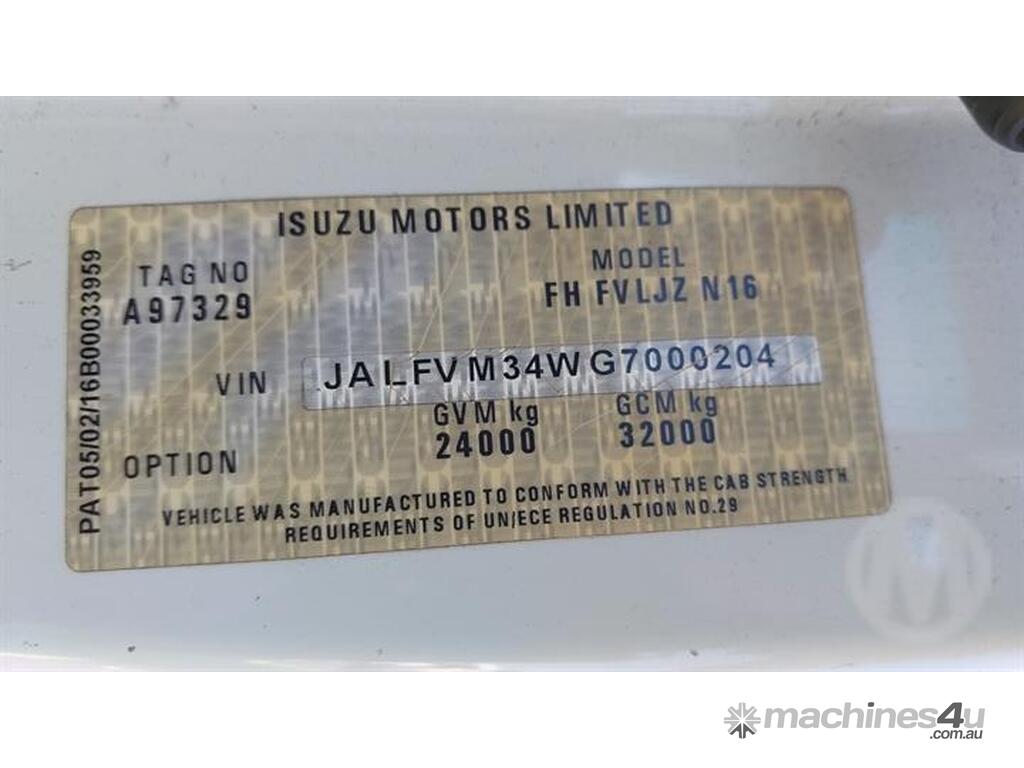 ISUZU MOTORS LIMITED
TAG NO
A97329
MODEL
FH FVLJZ N16
VIN
JALFVM34WG7000204
GVM kg
24000
GCM kg
32000
OPTION
VEHICLE WAS MANUFACTURED TO CONFORM WITH THE CAB STRENGTH
REQUIREMENTS OF UN/ECE REGULATION NO.29
PAT05/02/16B00033959
M
machines4u
.com.au